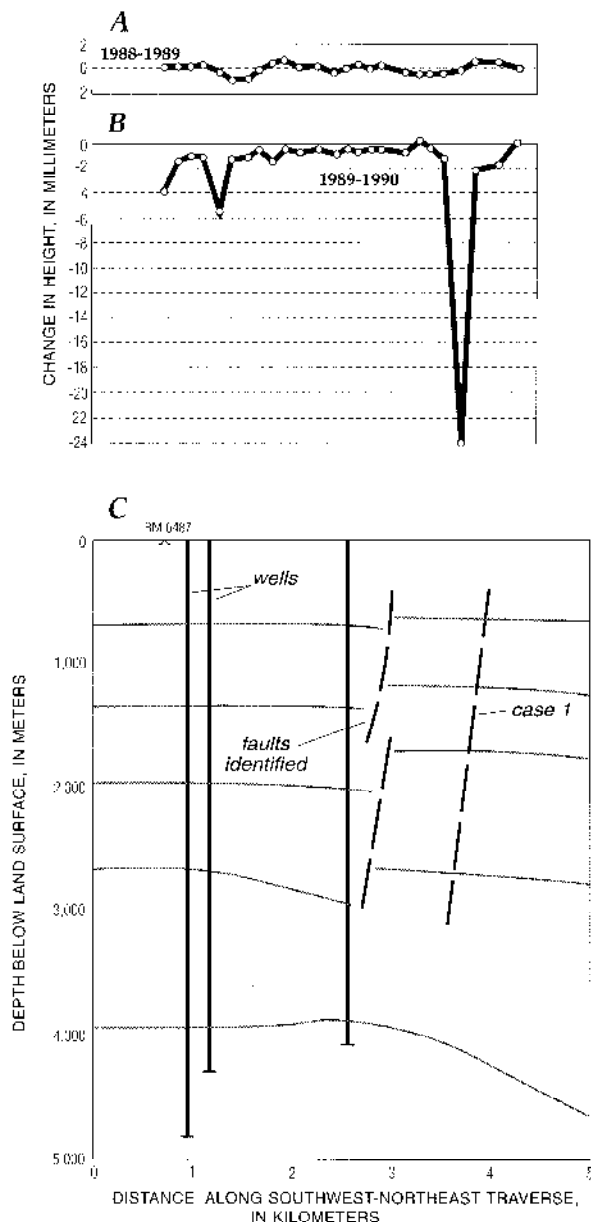 A
2
1988-1989
0
2
B
0
-2
1989-1990
-4
-6
-8
-10
-12
-14
-16
-18
-20
-22
-24
CHANGE IN HEIGHT, IN MILLIMETERS
C
BM 6487
0
wells
1,000
case 1
faults
identified
2,000
3,000
4,000
5,000
DEPTH BELOW LAND SURFACE, IN METERS
0 1 2 3 4 5
DISTANCE ALONG SOUTHWEST-NORTHEAST TRAVERSE,
IN KILOMETERS